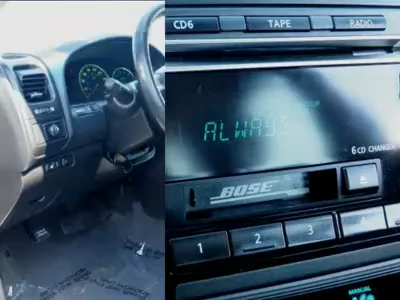 CD6 TAPE RADIO
ALWAYS
6 CD CHANGER
BOSE
1 2 3 4
MANUAL